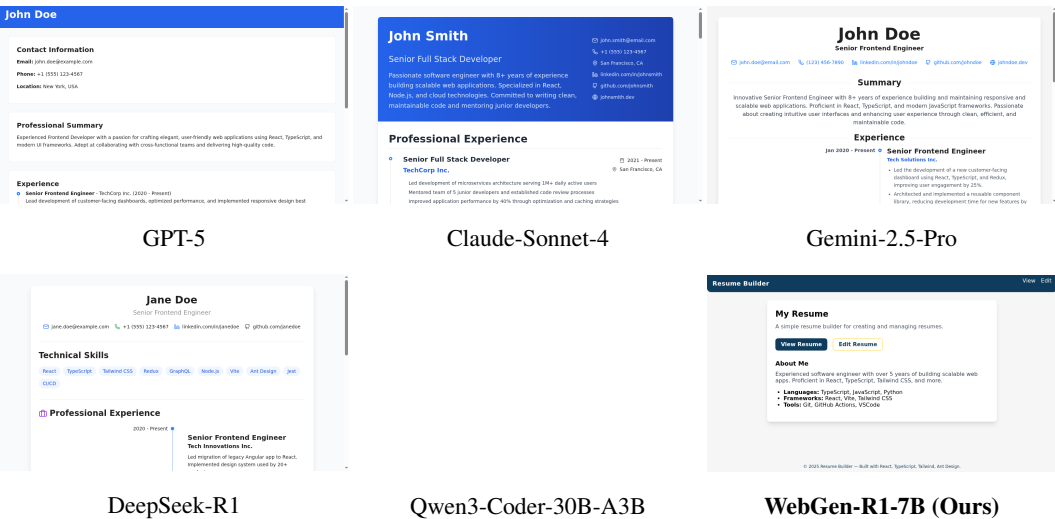 John Doe
Contact Information
Email: john.doe@example.com
Phone: +1 (555) 123-4567
Location: New York, USA
Professional Summary
Experienced Frontend Developer with a passion for crafting elegant, user-friendly web applications using React, TypeScript, and
modern UI frameworks. Adept at collaborating with cross-functional teams and delivering high-quality code.
Experience
Senior Frontend Engineer - TechCorp Inc. (2020 - Present)
Lead development of customer-facing dashboards, optimized performance, and implemented responsive design best
GPT-5
John Smith
Senior Full Stack Developer
Passionate software engineer with 8+ years of experience
building scalable web applications. Specialized in React,
Node.js, and cloud technologies. Committed to writing clean,
maintainable code and mentoring junior developers.
john.smith@email.com
+1 (555) 123-4567
San Francisco, CA
linkedin.com/in/johnsmith
github.com/johnsmith
johnsmith.dev
Professional Experience
Senior Full Stack Developer
2021 - Present
TechCorp Inc.
San Francisco, CA
Led development of microservices architecture serving 1M+ daily active users
Mentored team of 5 junior developers and established code review processes
Improved application performance by 40% through optimization and caching strategies
Claude-Sonnet-4
John Doe
Senior Frontend Engineer
john.doe@email.com (123) 456-7890 linkedin.com/in/johndoe github.com/johndoe johndoe.dev
Summary
Innovative Senior Frontend Engineer with 8+ years of experience building and maintaining responsive and
scalable web applications. Proficient in React, TypeScript, and modern JavaScript frameworks. Passionate
about creating intuitive user interfaces and enhancing user experience through clean, efficient, and
maintainable code.
Experience
Jan 2020 - Present
Senior Frontend Engineer
Tech Solutions Inc.
• Led the development of a new customer-facing
dashboard using React, TypeScript, and Redux,
improving user engagement by 25%.
• Architected and implemented a reusable component
library, reducing development time for new features by
Gemini-2.5-Pro
Jane Doe
Senior Frontend Engineer
jane.doe@example.com +1 (555) 123-4567 linkedin.com/in/janedoe github.com/janedoe
Technical Skills
React TypeScript Tailwind CSS Redux GraphQL Node.js Vite Ant Design Jest
CI/CD
Professional Experience
2020 - Present
Senior Frontend Engineer
Tech Innovations Inc.
Led migration of legacy Angular app to React.
Implemented design system used by 20+
DeepSeek-R1
Qwen3-Coder-30B-A3B
Resume Builder
View Edit
My Resume
A simple resume builder for creating and managing resumes.
View Resume Edit Resume
About Me
Experienced software engineer with over 5 years of building scalable web
apps. Proficient in React, TypeScript, Tailwind CSS, and more.
• Languages: TypeScript, JavaScript, Python
• Frameworks: React, Vite, Tailwind CSS
• Tools: Git, GitHub Actions, VSCode
© 2025 Resume Builder — Built with React, TypeScript, Tailwind, Ant Design.
WebGen-R1-7B (Ours)